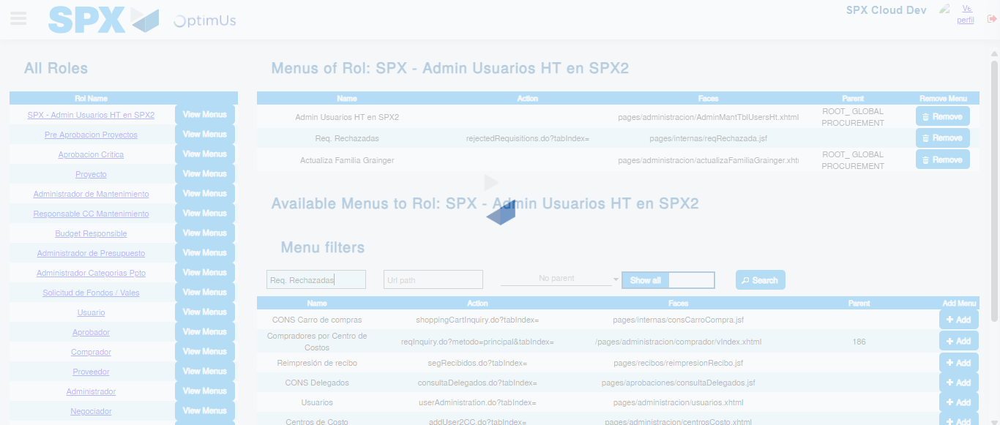 SPX
OptimUs
SPX Cloud Dev
Ve
perfil
All Roles
Rol Name
SPX - Admin Usuarios HT en SPX2 View Menus
Pre Aprobacion Proyectos View Menus
Aprobacion Critica View Menus
Proyecto View Menus
Administrador de Mantenimiento View Menus
Responsable CC Mantenimiento View Menus
Budget Responsible View Menus
Administrador de Presupuesto View Menus
Administrador Categorias Ppto View Menus
Solicitud de Fondos / Vales View Menus
Usuario View Menus
Aprobador View Menus
Comprador View Menus
Proveedor View Menus
Administrador View Menus
Negociador View Menus
Menus of Rol: SPX - Admin Usuarios HT en SPX2
Name Action Faces Parent Remove Menu
Admin Usuarios HT en SPX2 pages/administracion/AdminMantTblUsersHt.xhtml ROOT_ GLOBAL PROCUREMENT Remove
Req. Rechazadas rejectedRequisitions.do?tabIndex= pages/internas/reqRechazada.jsf Remove
Actualiza Familia Grainger pages/administracion/actualizaFamiliaGrainger.xhtı ROOT_ GLOBAL PROCUREMENT Remove
Available Menus to Rol: SPX - Admin Usuarios HT en SPX2
Menu filters
Req. Rechazadas Url path No parent Show all Search
Name Action Faces Parent Add Menu
CONS Carro de compras shoppingCartInquiry.do?tabIndex= pages/internas/consCarroCompra.jsf Add
Compradores por Centro de Costos reqInquiry.do?metodo=principal&tabIndex= /pages/administracion/comprador/vIndex.xhtml 186 Add
Reimpresión de recibo segRecibidos.do?tabIndex= pages/recibos/reimpresionRecibo.jsf Add
CONS Delegados consultaDelegados.do?tabIndex= pages/aprobaciones/consultaDelegados.jsf Add
Usuarios userAdministration.do?tabIndex= pages/administracion/usuarios.xhtml Add
Centros de Costo addUser2CC.do?tabIndex= pages/administracion/centrosCosto.xhtml Add